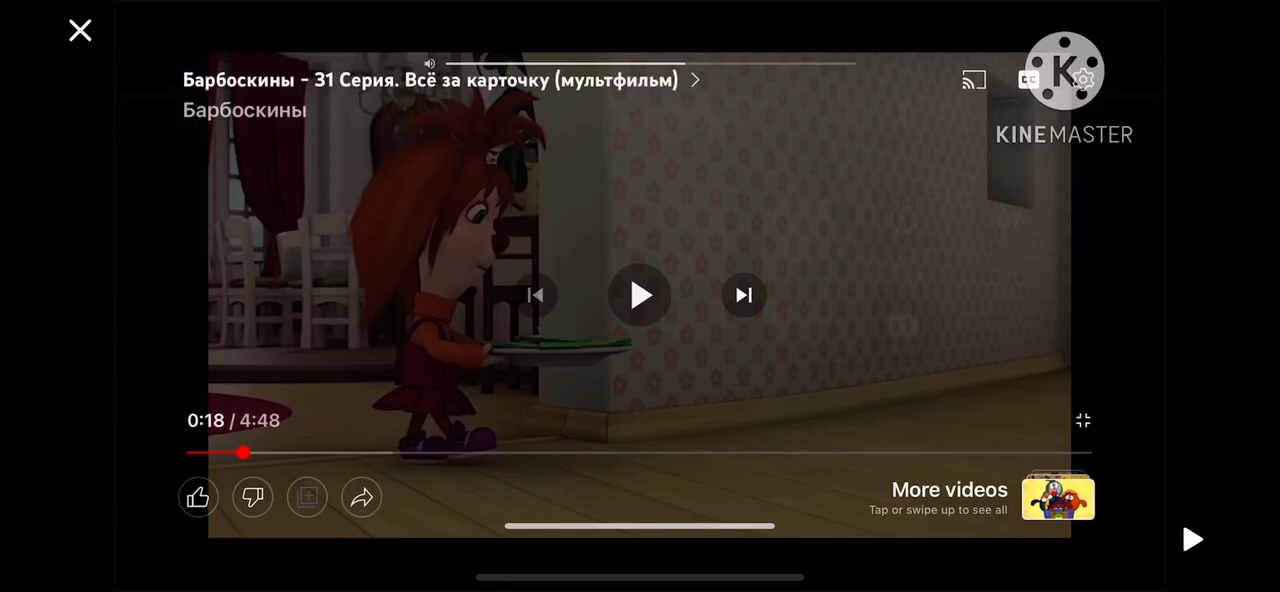 Барбоскины - 31 Серия. Всё за карточку (мультфильм)
Барбоскины
CC
K
KINEMASTER
0:18 / 4:48
More videos
Tap or swipe up to see all